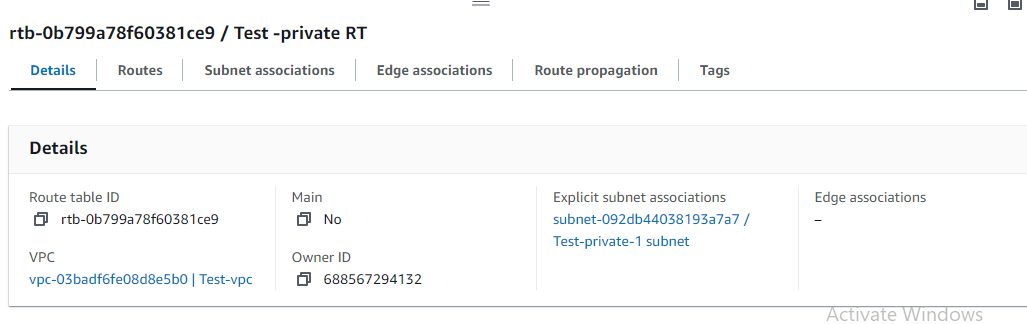 rtb-0b799a78f60381ce9 / Test -private RT
Details Routes Subnet associations Edge associations Route propagation Tags
Details
Route table ID
rtb-0b799a78f60381ce9
VPC
vpc-03badf6fe08d8e5b0 | Test-vpc
Main
No
Owner ID
688567294132
Explicit subnet associations
subnet-092db44038193a7a7 /
Test-private-1 subnet
Edge associations
–
Activate Windows